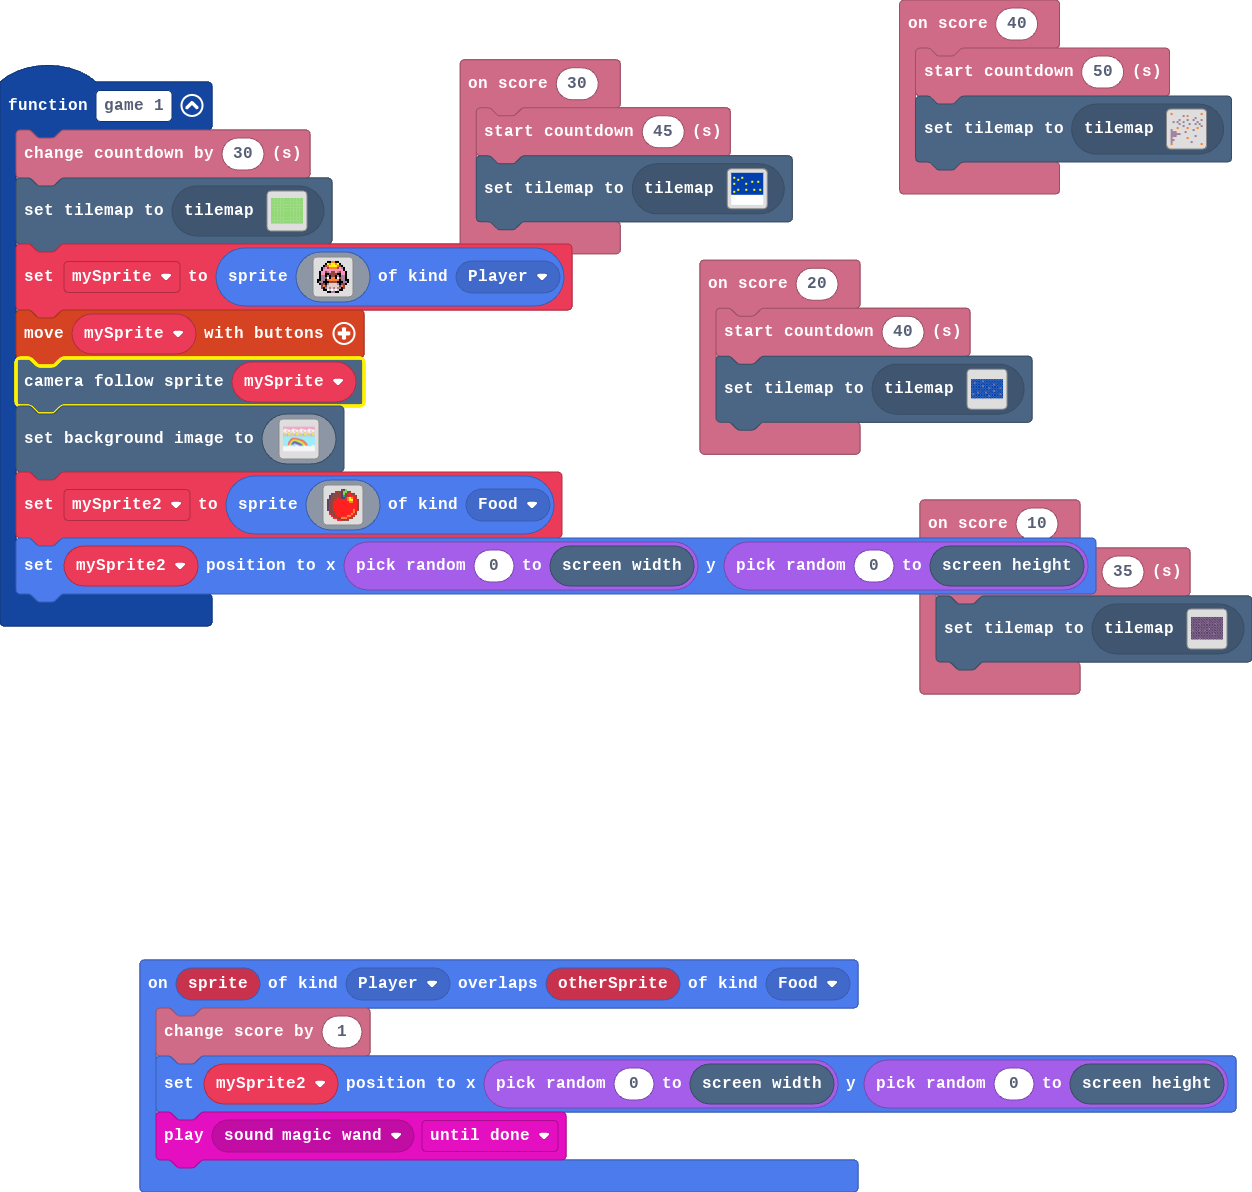 function game 1
change countdown by 30 (s)
set tilemap to tilemap
set mySprite to sprite of kind Player
move mySprite with buttons
camera follow sprite mySprite
set background image to
set mySprite2 to sprite of kind Food
set mySprite2 position to x pick random 0 to screen width y pick random 0 to screen height
on score 30
start countdown 45 (s)
set tilemap to tilemap
on score 40
start countdown 50 (s)
set tilemap to tilemap
on score 20
start countdown 40 (s)
set tilemap to tilemap
on score 10
35 (s)
set tilemap to tilemap
on sprite of kind Player overlaps otherSprite of kind Food
change score by 1
set mySprite2 position to x pick random 0 to screen width y pick random 0 to screen height
play sound magic wand until done